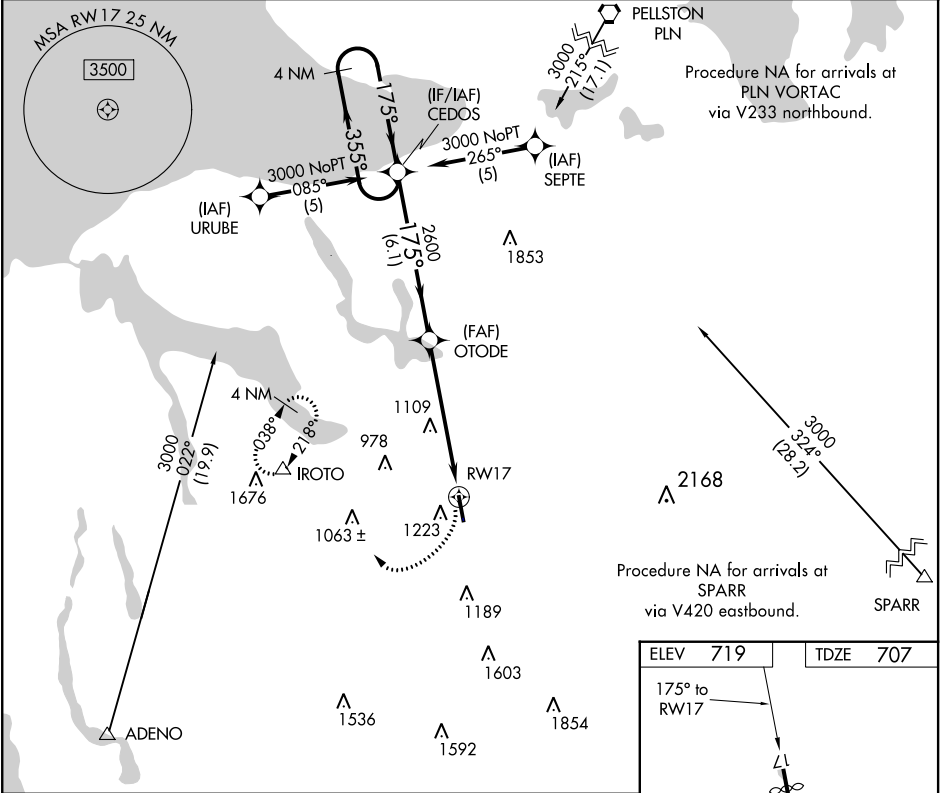 MSA RW17 25 NM
3500
PELLSTON
PLN
3000
215°
(17.1)
Procedure NA for arrivals at
PLN VORTAC
via V233 northbound.
4 NM
175°
355°
(IF/IAF)
CEDOS
3000 NoPT
265°
(5)
(IAF)
SEPTE
3000 NoPT
085°
(5)
(IAF)
URUBE
2600
175°
(6.1)
1853
(FAF)
OTODE
4 NM
038°
218°
IROTO
1676
1109
978
RW17
1063 ±
1223
2168
3000
022°
(19.9)
3000
324°
(28.2)
Procedure NA for arrivals at
SPARR
via V420 eastbound.
SPARR
1189
1603
1536
1592
1854
ADENO
ELEV 719
TDZE 707
175° to
RW17
17